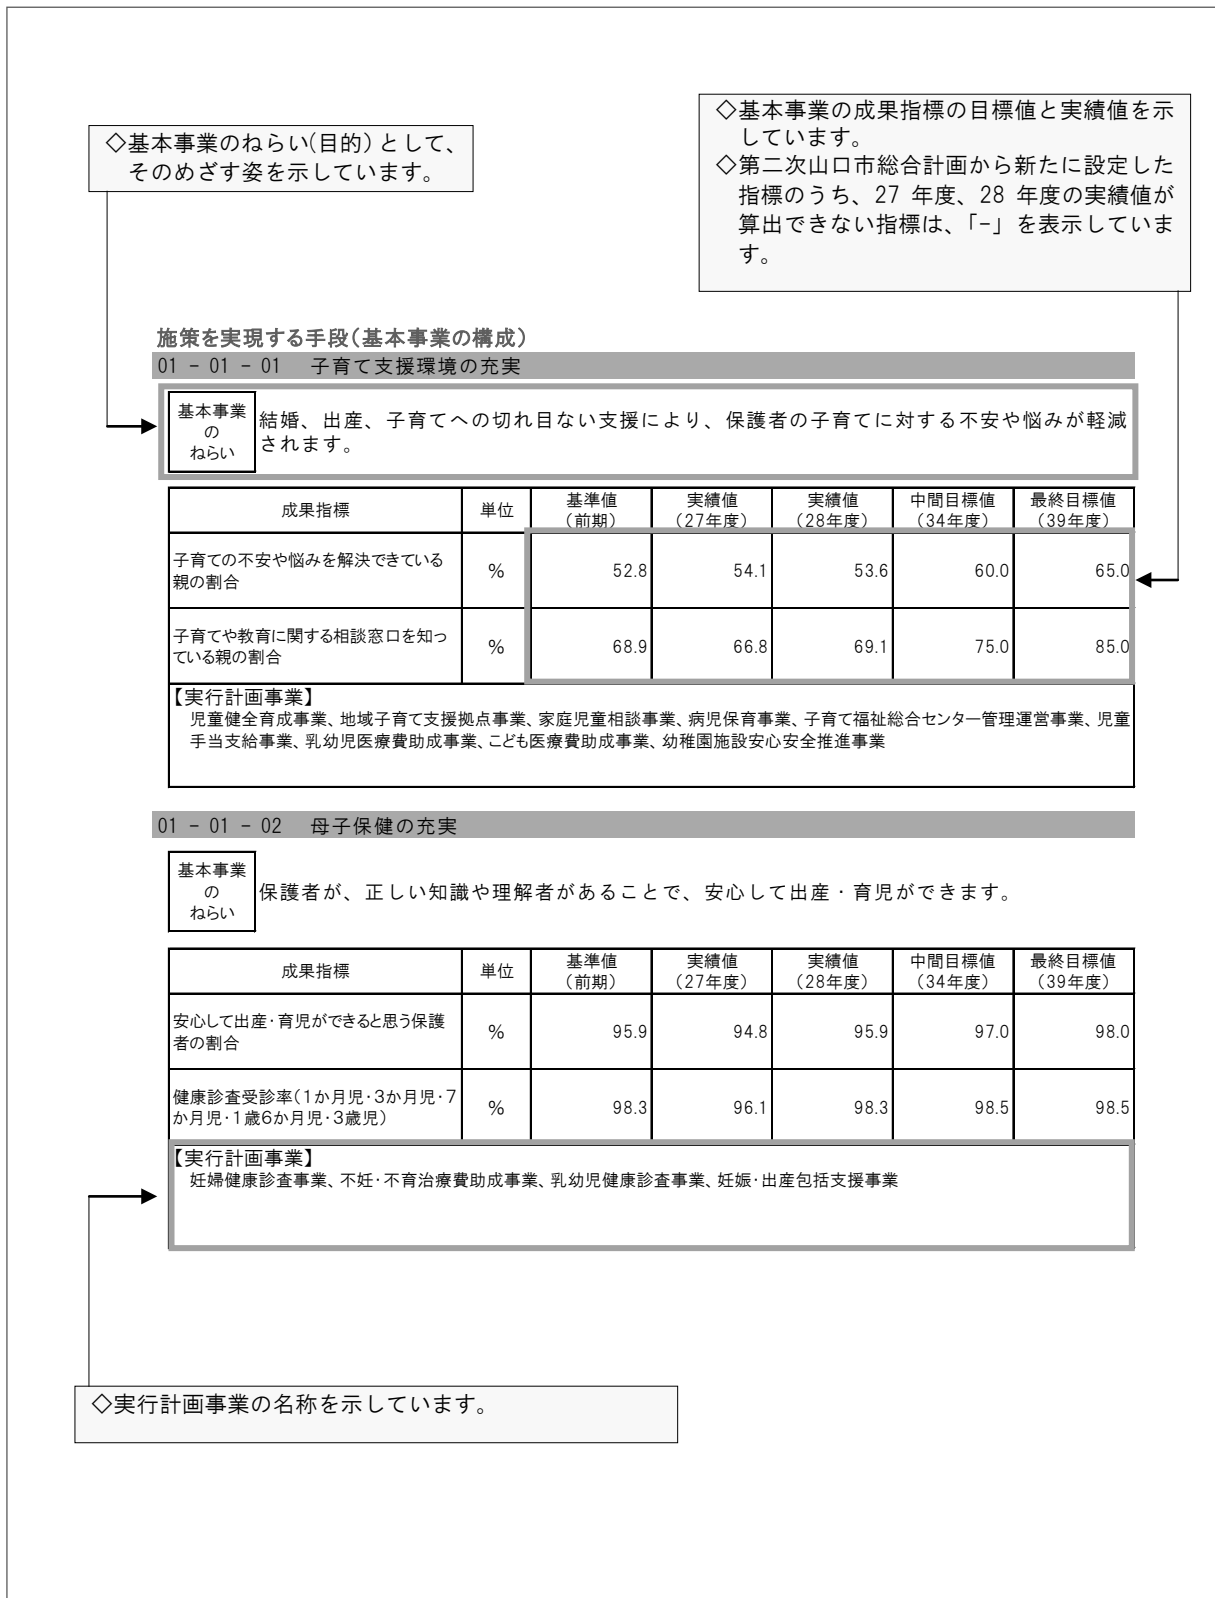 ◇基本事業のねらい(目的)として、
そのめざす姿を示しています。
◇基本事業の成果指標の目標値と実績値を示
しています。
◇第二次山口市総合計画から新たに設定した
指標のうち、27 年度、28 年度の実績値が
算出できない指標は、「-」を表示していま
す。
施策を実現する手段(基本事業の構成)
01 - 01 - 01 子育て支援環境の充実
基本事業
の
ねらい
結婚、出産、子育てへの切れ目ない支援により、保護者の子育てに対する不安や悩みが軽減
されます。
成果指標 単位 基準値(前期) 実績値(27年度) 実績値(28年度) 中間目標値(34年度) 最終目標値(39年度)
子育ての不安や悩みを解決できている
親の割合
% 52.8 54.1 53.6 60.0 65.0
子育てや教育に関する相談窓口を知っ
ている親の割合
% 68.9 66.8 69.1 75.0 85.0
【実行計画事業】
児童健全育成事業、地域子育て支援拠点事業、家庭児童相談事業、病児保育事業、子育て福祉総合センター管理運営事業、児童
手当支給事業、乳幼児医療費助成事業、こども医療費助成事業、幼稚園施設安心安全推進事業
01 - 01 - 02 母子保健の充実
基本事業
の
ねらい
保護者が、正しい知識や理解者があることで、安心して出産・育児ができます。
成果指標 単位 基準値(前期) 実績値(27年度) 実績値(28年度) 中間目標値(34年度) 最終目標値(39年度)
安心して出産・育児ができると思う保護
者の割合
% 95.9 94.8 95.9 97.0 98.0
健康診査受診率(1か月児・3か月児・7
か月児・1歳6か月児・3歳児)
% 98.3 96.1 98.3 98.5 98.5
【実行計画事業】
妊婦健康診査事業、不妊・不育治療費助成事業、乳幼児健康診査事業、妊娠・出産包括支援事業
◇実行計画事業の名称を示しています。